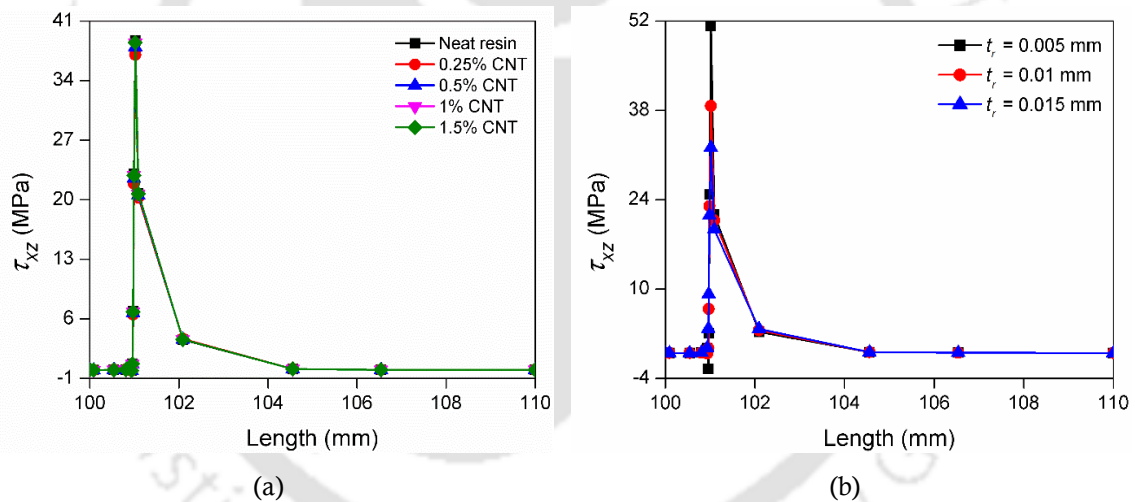 41
34
27
20
13
6
-1
τxz (MPa)
Neat resin
0.25% CNT
0.5% CNT
1% CNT
1.5% CNT
100 102 104 106 108 110
Length (mm)
(a)
52
38
24
10
-4
τxz (MPa)
tr = 0.005 mm
tr = 0.01 mm
tr = 0.015 mm
100 102 104 106 108 110
Length (mm)
(b)